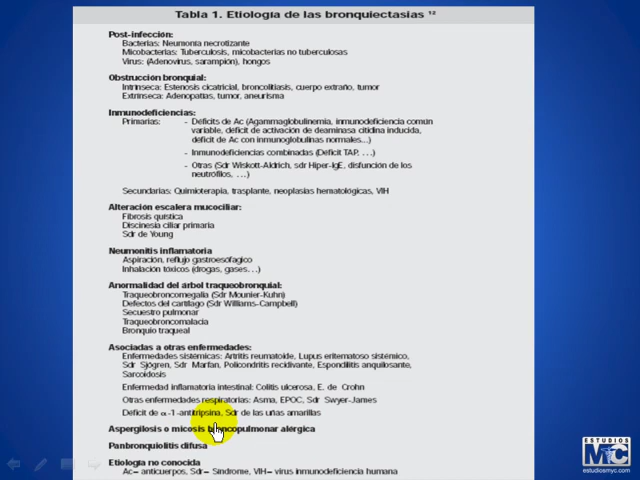 Tabla 1. Etiología de las bronquiectasias ¹²
Post-infección:
Bacterias: Neumonía necrotizante
Micobacterias: Tuberculosis, micobacterias no tuberculosas
Virus: (Adenovirus, sarampión), hongos
Obstrucción bronquial:
Intrínseca: Estenosis cicatricial, broncolitiasis, cuerpo extraño, tumor
Extrínseca: Adenopatías, tumor, aneurisma
Inmunodeficiencias:
Primarias: - Déficits de Ac (Agammaglobulinemia, inmunodeficiencia común
variable, déficit de activación de deaminasa citidina inducida,
déficit de Ac con inmunoglobulinas normales...)
- Inmunodeficiencias combinadas (Déficit TAP, ...)
- Otras (Sdr Wiskott-Aldrich, sdr Hiper-IgE, disfunción de los
neutrófilos, ...)
Secundarias: Quimioterapia, trasplante, neoplasias hematológicas, VIH
Alteración escalera mucociliar:
Fibrosis quística
Discinesia ciliar primaria
Sdr de Young
Neumonitis inflamatoria
Aspiración, reflujo gastroesofágico
Inhalación tóxicos (drogas, gases...)
Anormalidad del árbol traqueobronquial:
Traqueobroncomegalia (Sdr Mounier-Kuhn)
Defectos del cartílago (Sdr Williams-Campbell)
Secuestro pulmonar
Traqueobroncomalacia
Bronquio traqueal
Asociadas a otras enfermedades:
Enfermedades sistémicas: Artritis reumatoide, Lupus eritematoso sistémico,
Sdr Sjögren, Sdr Marfan, Policondritis recidivante, Espondilitis anquilosante,
Sarcoidosis
Enfermedad inflamatoria intestinal: Colitis ulcerosa, E. de Crohn
Otras enfermedades respiratorias: Asma, EPOC, Sdr Swyer-James
Déficit de α-1-antitripsina, Sdr de las uñas amarillas
Aspergilosis o micosis broncopulmonar alérgica
Panbronquiolitis difusa
Etiología no conocida
Ac= anticuerpos, Sdr= Síndrome, VIH= virus inmunodeficiencia humana
ESTUDIOS
MC
estudiosmyc.com